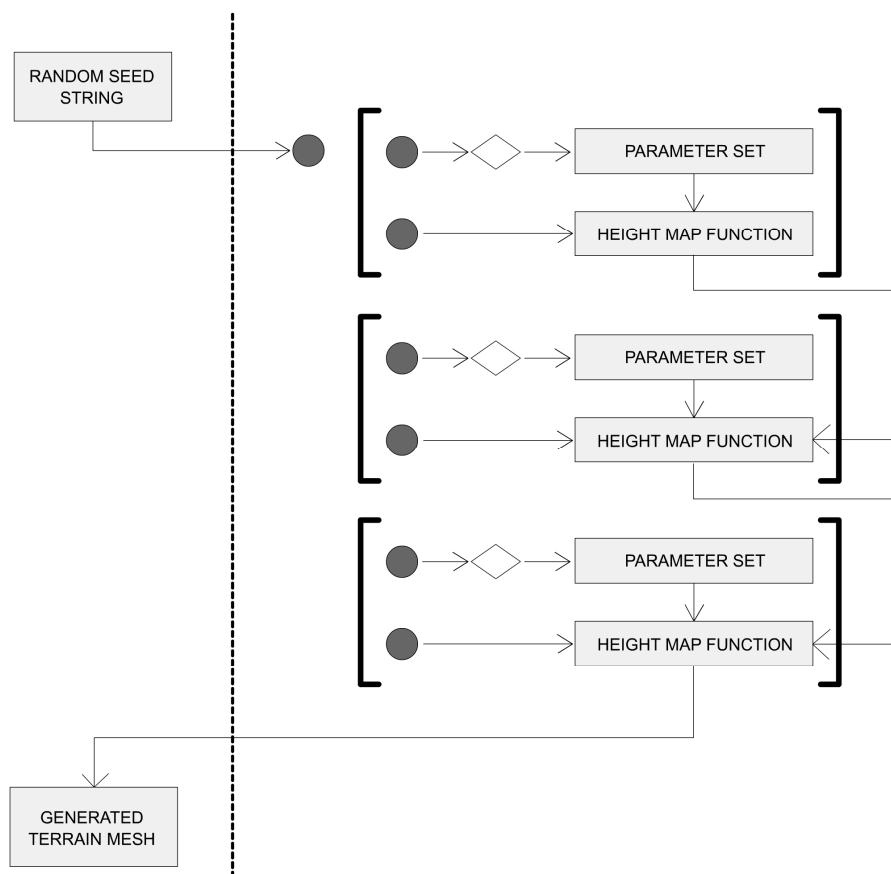 RANDOM SEED
STRING
PARAMETER SET
HEIGHT MAP FUNCTION
PARAMETER SET
HEIGHT MAP FUNCTION
PARAMETER SET
HEIGHT MAP FUNCTION
GENERATED
TERRAIN MESH